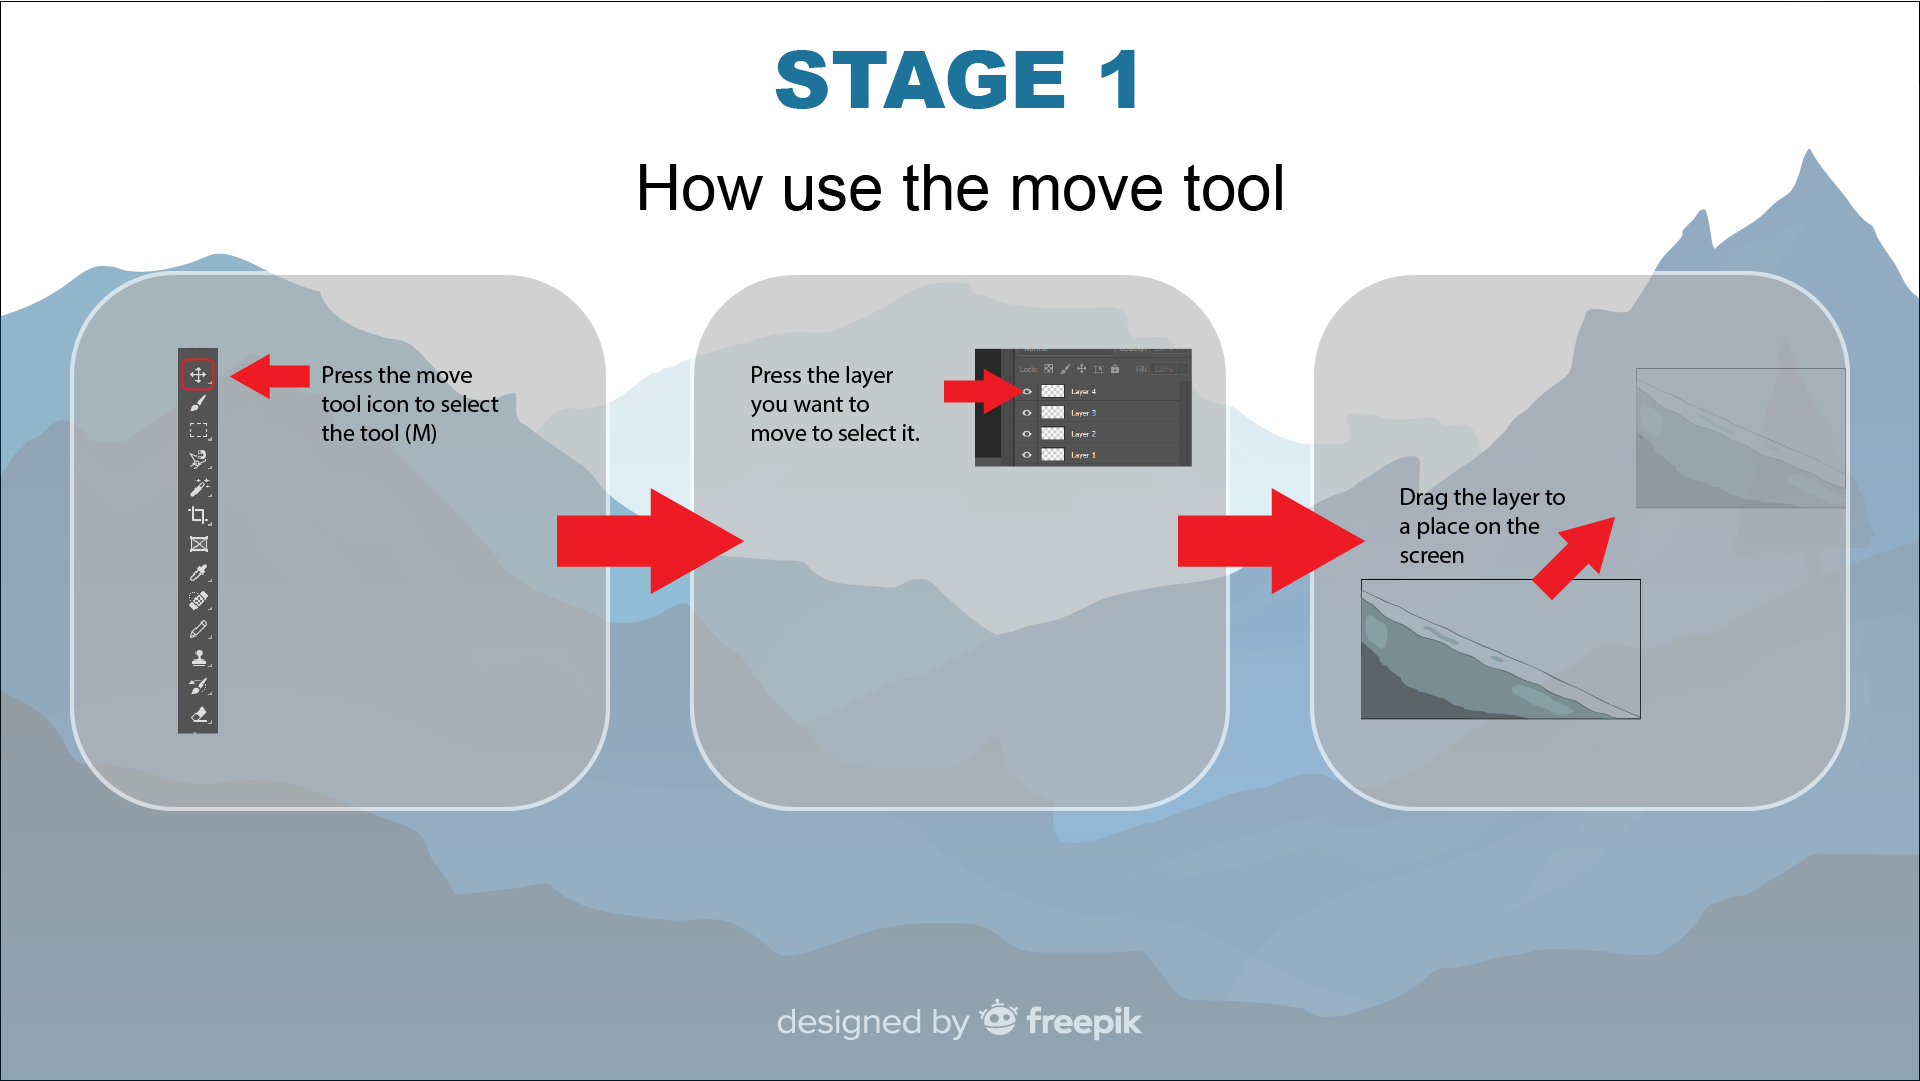 STAGE 1
How use the move tool
Press the move
tool icon to select
the tool (M)
Press the layer
you want to
move to select it.
Lock:
Fill: 100%
Layer 4
Layer 3
Layer 2
Layer 1
Drag the layer to
a place on the
screen
designed by freepik